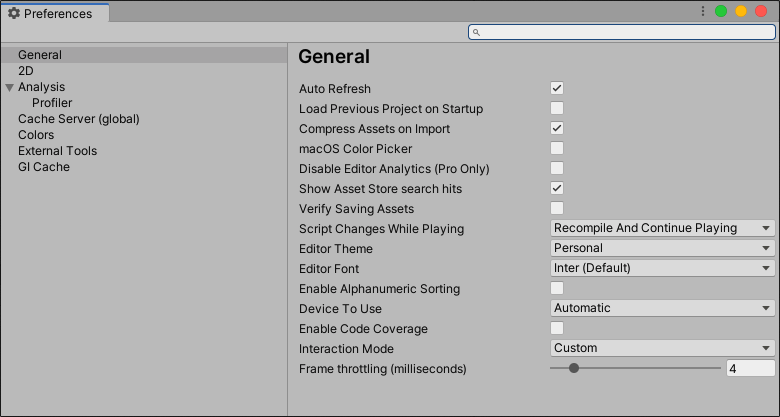 Preferences
General
2D
Analysis
Profiler
Cache Server (global)
Colors
External Tools
GI Cache
General
Auto Refresh
Load Previous Project on Startup
Compress Assets on Import
macOS Color Picker
Disable Editor Analytics (Pro Only)
Show Asset Store search hits
Verify Saving Assets
Script Changes While Playing Recompile And Continue Playing
Editor Theme Personal
Editor Font Inter (Default)
Enable Alphanumeric Sorting
Device To Use Automatic
Enable Code Coverage
Interaction Mode Custom
Frame throttling (milliseconds) 4